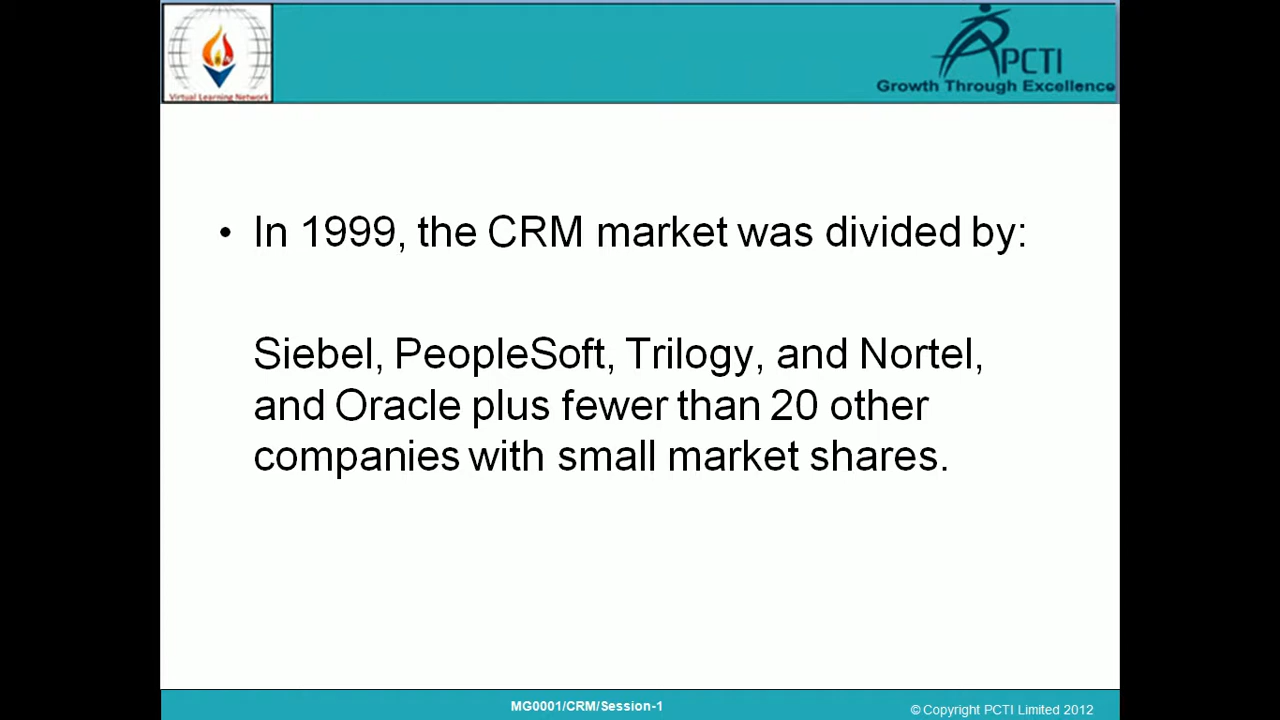 Virtual Learning Network
PCTI
Growth Through Excellence
• In 1999, the CRM market was divided by:
Siebel, PeopleSoft, Trilogy, and Nortel,
and Oracle plus fewer than 20 other
companies with small market shares.
MG0001/CRM/Session-1
© Copyright PCTI Limited 2012